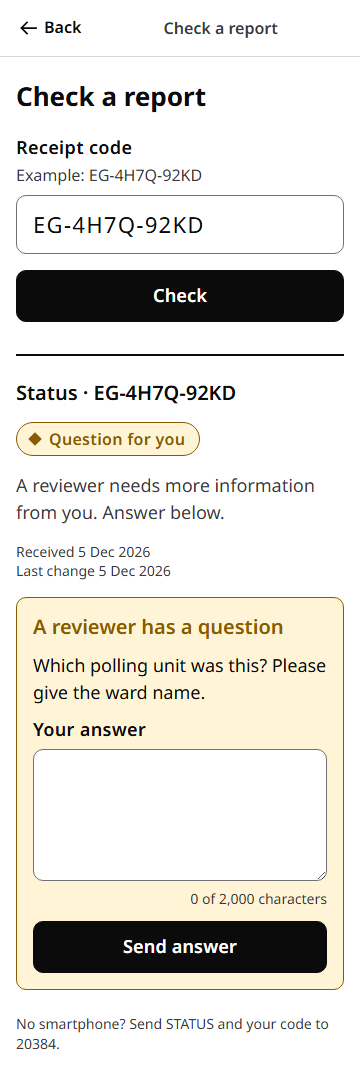 Back
Check a report
Check a report
Receipt code
Example: EG-4H7Q-92KD
EG-4H7Q-92KD
Check
Status · EG-4H7Q-92KD
Question for you
A reviewer needs more information
from you. Answer below.
Received 5 Dec 2026
Last change 5 Dec 2026
A reviewer has a question
Which polling unit was this? Please
give the ward name.
Your answer
0 of 2,000 characters
Send answer
No smartphone? Send STATUS and your code to
20384.